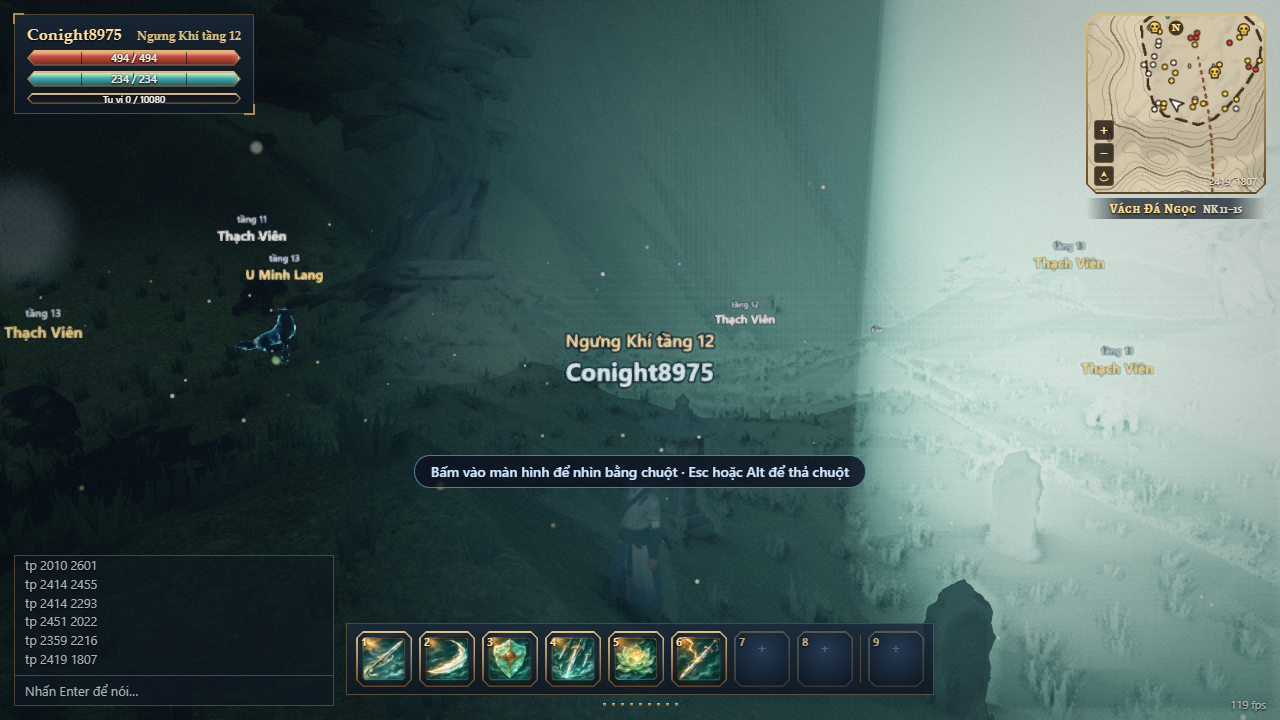 Conight8975 Ngưng Khí tầng 12
494 / 494
234 / 234
Tu vi 0 / 10080
N
+
−
2419, 1807
Vách Đá Ngọc NK11–15
tầng 11
Thạch Viên
tầng 13
U Minh Lang
tầng 13
Thạch Viên
tầng 12
Thạch Viên
tầng 13
Thạch Viên
tầng 13
Thạch Viên
Ngưng Khí tầng 12
Conight8975
Bấm vào màn hình để nhìn bằng chuột · Esc hoặc Alt để thả chuột
tp 2010 2601
tp 2414 2455
tp 2414 2293
tp 2451 2022
tp 2359 2216
tp 2419 1807
Nhấn Enter để nói...
1 2 3 4 5 6 7 8 9
119 fps